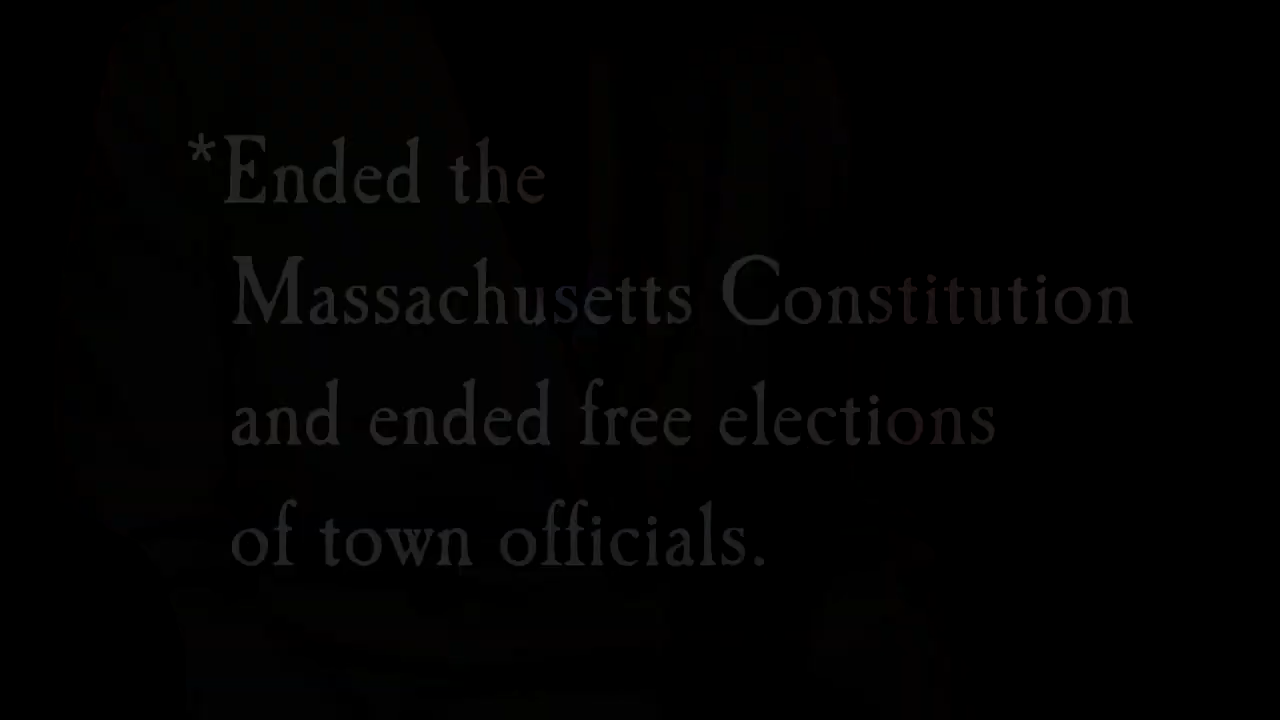 *Ended the
Massachusetts Constitution
and ended free elections
of town officials.